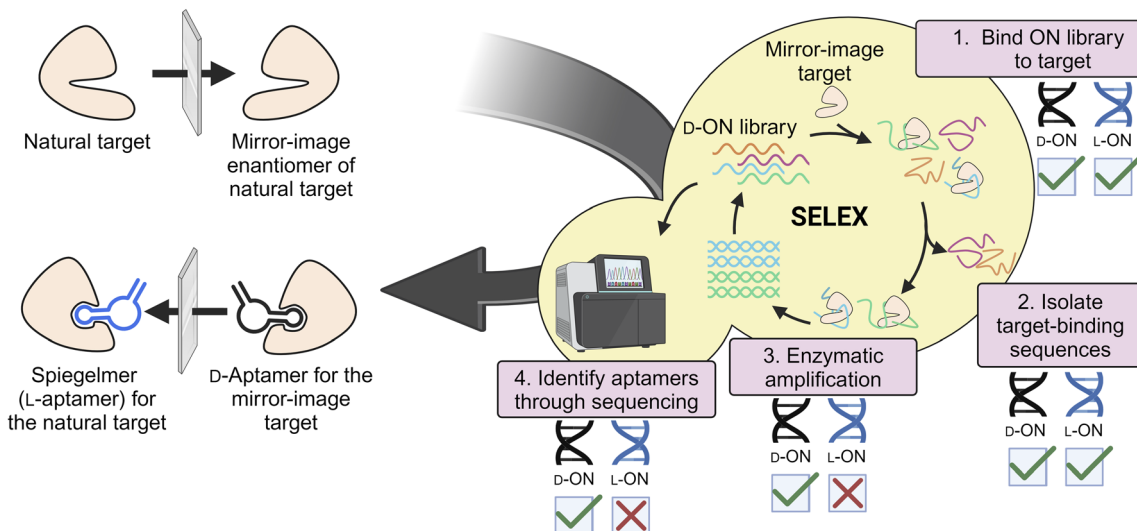 Natural target
Mirror-image
enantiomer of
natural target
Spiegelmer
(L-aptamer) for
the natural target
D-Aptamer for the
mirror-image
target
Mirror-image
target
D-ON library
SELEX
1. Bind ON library
to target
D-ON L-ON
2. Isolate
target-binding
sequences
D-ON L-ON
3. Enzymatic
amplification
D-ON L-ON
4. Identify aptamers
through sequencing
D-ON L-ON